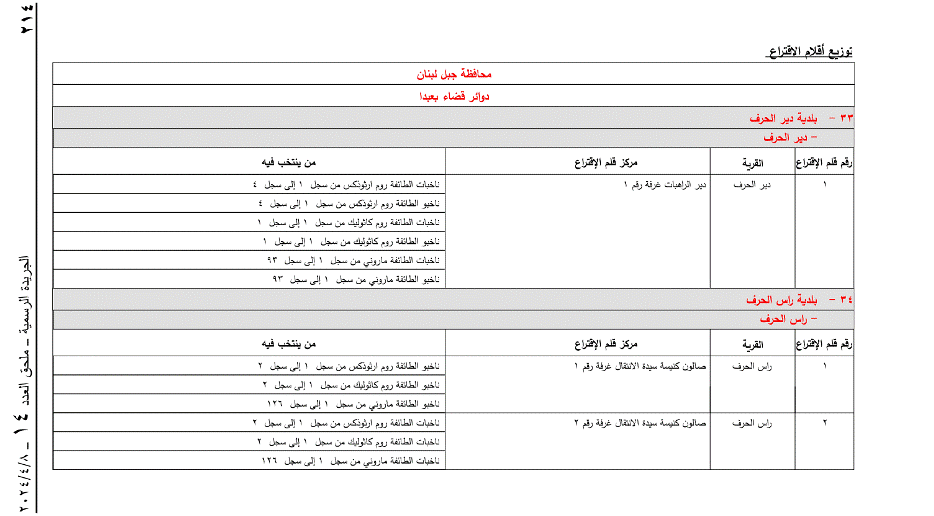 ٢١٤
الجريدة الرسمية – ملحق العدد ١٤ – ٢٠٢٤/٤/٨
توزيع أقلام الاقتراع
محافظة جبل لبنان
دوائر قضاء بعبدا
٣٣ - بلدية دير الحرف
- دير الحرف
رقم قلم الإقتراع القرية مركز قلم الإقتراع من ينتخب فيه
١ دير الحرف دير الراهبات غرفة رقم ١ ناخبات الطائفة روم ارثوذكس من سجل ١ إلى سجل ٤
ناخبو الطائفة روم ارثوذكس من سجل ١ إلى سجل ٤
ناخبات الطائفة روم كاثوليك من سجل ١ إلى سجل ١
ناخبو الطائفة روم كاثوليك من سجل ١ إلى سجل ١
ناخبات الطائفة ماروني من سجل ١ إلى سجل ٩٣
ناخبو الطائفة ماروني من سجل ١ إلى سجل ٩٣
٣٤ - بلدية راس الحرف
- راس الحرف
رقم قلم الإقتراع القرية مركز قلم الإقتراع من ينتخب فيه
١ راس الحرف صالون كنيسة سيدة الانتقال غرفة رقم ١ ناخبو الطائفة روم ارثوذكس من سجل ١ إلى سجل ٢
ناخبو الطائفة روم كاثوليك من سجل ١ إلى سجل ٢
ناخبو الطائفة ماروني من سجل ١ إلى سجل ١٢٦
٢ راس الحرف صالون كنيسة سيدة الانتقال غرفة رقم ٢ ناخبات الطائفة روم ارثوذكس من سجل ١ إلى سجل ٢
ناخبات الطائفة روم كاثوليك من سجل ١ إلى سجل ٢
ناخبات الطائفة ماروني من سجل ١ إلى سجل ١٢٦